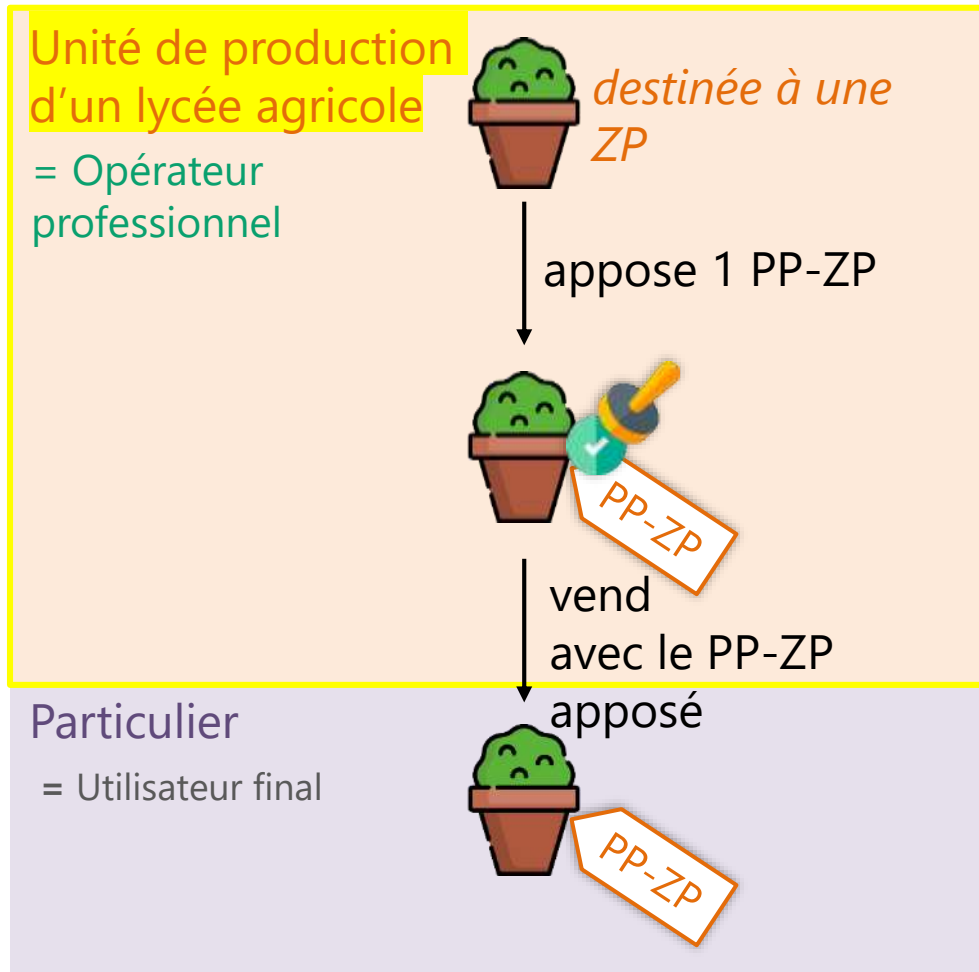 Unité de production
d'un lycée agricole
= Opérateur
professionnel
destinée à une
ZP
appose 1 PP-ZP
PP-ZP
vend
avec le PP-ZP
apposé
Particulier
= Utilisateur final
PP-ZP